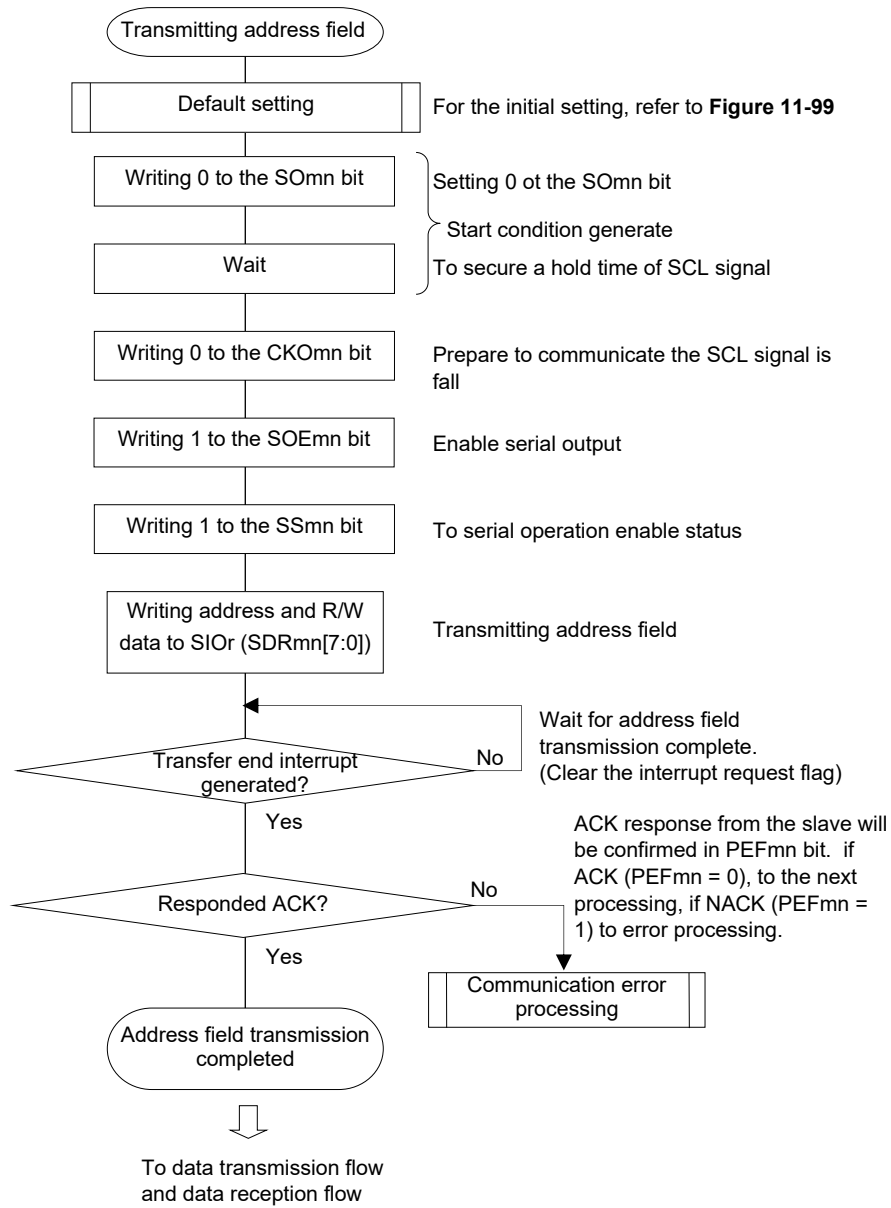 Transmitting address field
Default setting
For the initial setting, refer to Figure 11-99
Writing 0 to the SOmn bit
Setting 0 ot the SOmn bit
Start condition generate
Wait
To secure a hold time of SCL signal
Writing 0 to the CKOmn bit
Prepare to communicate the SCL signal is
fall
Writing 1 to the SOEmn bit
Enable serial output
Writing 1 to the SSmn bit
To serial operation enable status
Writing address and R/W
data to SIOr (SDRmn[7:0])
Transmitting address field
Transfer end interrupt
generated?
No
Wait for address field
transmission complete.
(Clear the interrupt request flag)
Yes
Responded ACK?
No
ACK response from the slave will
be confirmed in PEFmn bit. if
ACK (PEFmn = 0), to the next
processing, if NACK (PEFmn =
1) to error processing.
Yes
Communication error
processing
Address field transmission
completed
To data transmission flow
and data reception flow